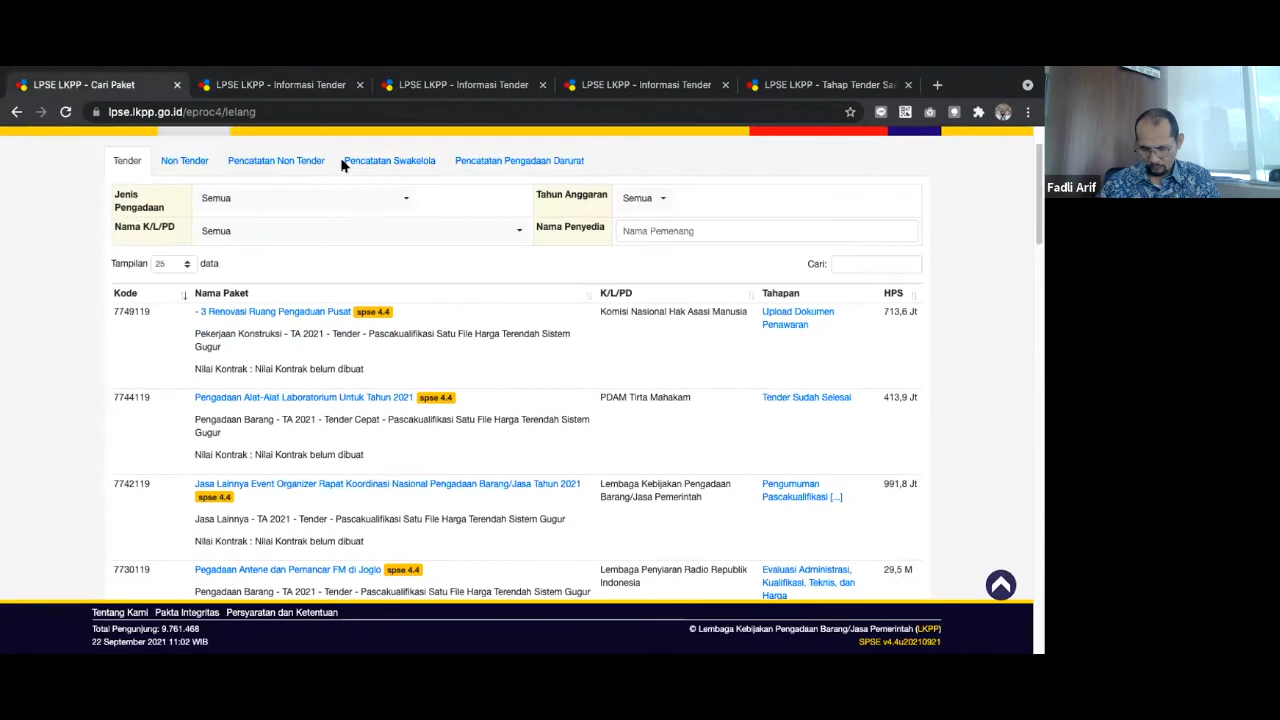 LPSE LKPP - Cari Paket
LPSE LKPP - Informasi Tender
LPSE LKPP - Informasi Tender
LPSE LKPP - Informasi Tender
LPSE LKPP - Tahap Tender Sa
lpse.lkpp.go.id/eproc4/lelang
Tender Non Tender Pencatatan Non Tender Pencatatan Swakelola Pencatatan Pengadaan Darurat
Jenis Pengadaan Semua Tahun Anggaran Semua
Nama K/L/PD Semua Nama Penyedia Nama Pemenang
Tampilan 25 data Cari:
Kode Nama Paket K/L/PD Tahapan HPS
7749119 - 3 Renovasi Ruang Pengaduan Pusat spse 4.4 Komisi Nasional Hak Asasi Manusia Upload Dokumen 713,6 Jt
Penawaran
Pekerjaan Konstruksi - TA 2021 - Tender - Pascakualifikasi Satu File Harga Terendah Sistem
Gugur
Nilai Kontrak : Nilai Kontrak belum dibuat
7744119 Pengadaan Alat-Alat Laboratorium Untuk Tahun 2021 spse 4.4 PDAM Tirta Mahakam Tender Sudah Selesai 413,9 Jt
Pengadaan Barang - TA 2021 - Tender Cepat - Pascakualifikasi Satu File Harga Terendah Sistem
Gugur
Nilai Kontrak : Nilai Kontrak belum dibuat
7742119 Jasa Lainnya Event Organizer Rapat Koordinasi Nasional Pengadaan Barang/Jasa Tahun 2021 Lembaga Kebijakan Pengadaan Pengumuman 991,8 Jt
spse 4.4 Barang/Jasa Pemerintah Pascakualifikasi [...]
Jasa Lainnya - TA 2021 - Tender - Pascakualifikasi Satu File Harga Terendah Sistem Gugur
Nilai Kontrak : Nilai Kontrak belum dibuat
7730119 Pegadaan Antene dan Pemancar FM di Joglo spse 4.4 Lembaga Penyiaran Radio Republik Evaluasi Administrasi, 29,5 M
Indonesia Kualifikasi, Teknis, dan
Pengadaan Barang - TA 2021 - Tender - Pascakualifikasi Satu File Harga Terendah Sistem Gugur Harga
Tentang Kami Pakta Integritas Persyaratan dan Ketentuan
Total Pengunjung: 9.761.468 © Lembaga Kebijakan Pengadaan Barang/Jasa Pemerintah (LKPP)
22 September 2021 11:02 WIB SPSE v4.4u20210921
Fadli Arif